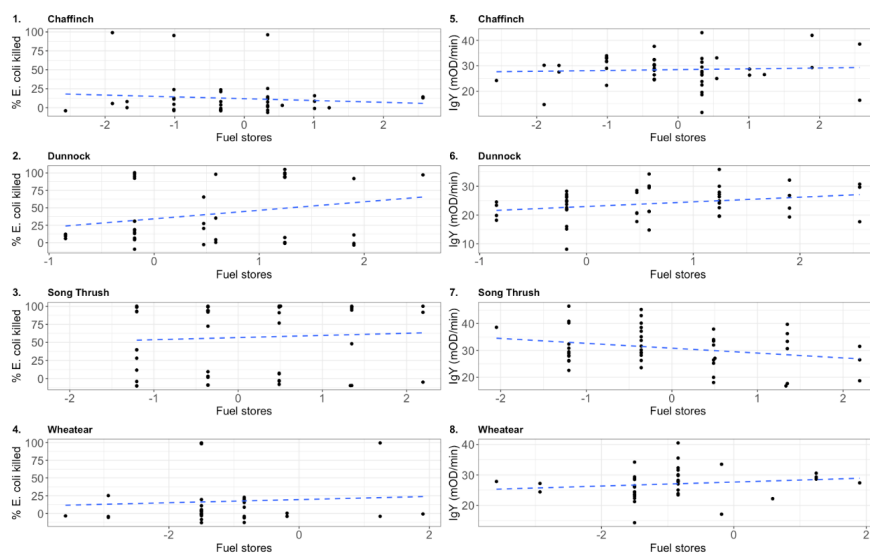 1. Chaffinch
% E. coli killed
100
75
50
25
0
-2 -1 0 1 2
Fuel stores
5. Chaffinch
IgY (mOD/min)
40
30
20
-2 -1 0 1 2
Fuel stores
2. Dunnock
% E. coli killed
100
75
50
25
0
-1 0 1 2
Fuel stores
6. Dunnock
IgY (mOD/min)
30
20
10
-1 0 1 2
Fuel stores
3. Song Thrush
% E. coli killed
100
75
50
25
0
-2 -1 0 1 2
Fuel stores
7. Song Thrush
IgY (mOD/min)
40
30
20
-2 -1 0 1 2
Fuel stores
4. Wheatear
% E. coli killed
100
75
50
25
0
-2 0 2
Fuel stores
8. Wheatear
IgY (mOD/min)
40
30
20
-2 0 2
Fuel stores